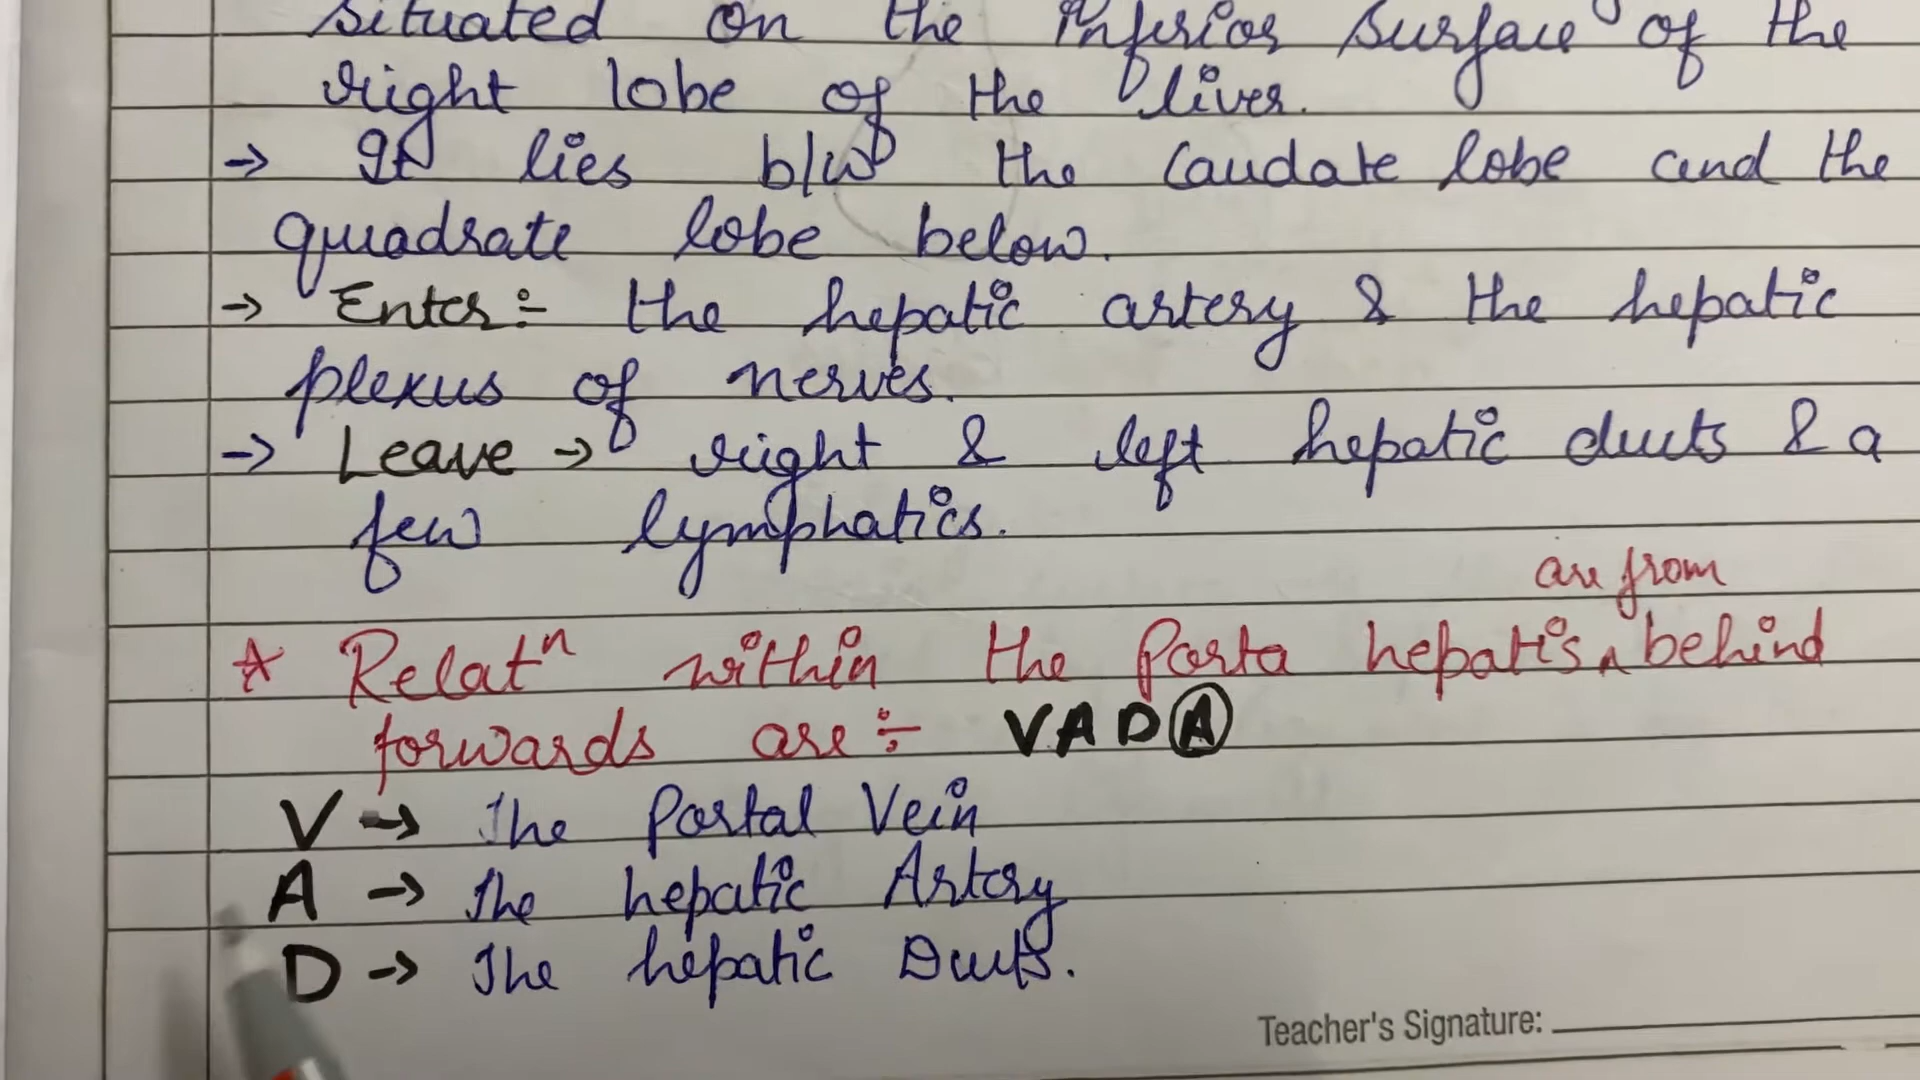 situated on the Inferior surface of the
right lobe of the liver.
→ It lies b/w the Caudate lobe and the
quadrate lobe below.
→ Enter÷ the hepatic artery & the hepatic
plexus of nerves.
→ Leave → right & left hepatic ducts & a
few lymphatics.
are from
* Relatⁿ within the Porta hepatis ^ behind
forwards are÷ VADA
V → The Portal Vein
A → The hepatic Artery
D → The hepatic Ducts.
Teacher's Signature: